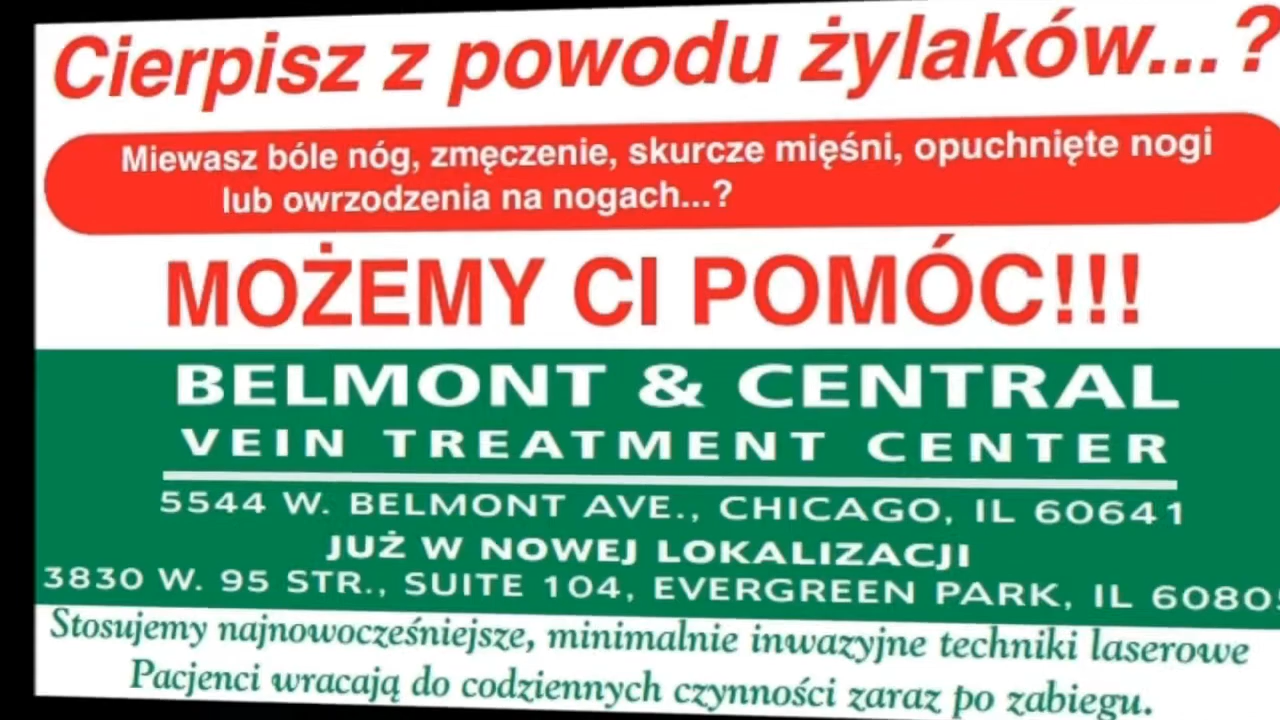 Cierpisz z powodu żylaków...?
Miewasz bóle nóg, zmęczenie, skurcze mięśni, opuchnięte nogi
lub owrzodzenia na nogach...?
MOŻEMY CI POMÓC!!!
BELMONT & CENTRAL
VEIN TREATMENT CENTER
5544 W. BELMONT AVE., CHICAGO, IL 60641
JUŻ W NOWEJ LOKALIZACJI
3830 W. 95 STR., SUITE 104, EVERGREEN PARK, IL 60805
Stosujemy najnowocześniejsze, minimalnie inwazyjne techniki laserowe
Pacjenci wracają do codziennych czynności zaraz po zabiegu.